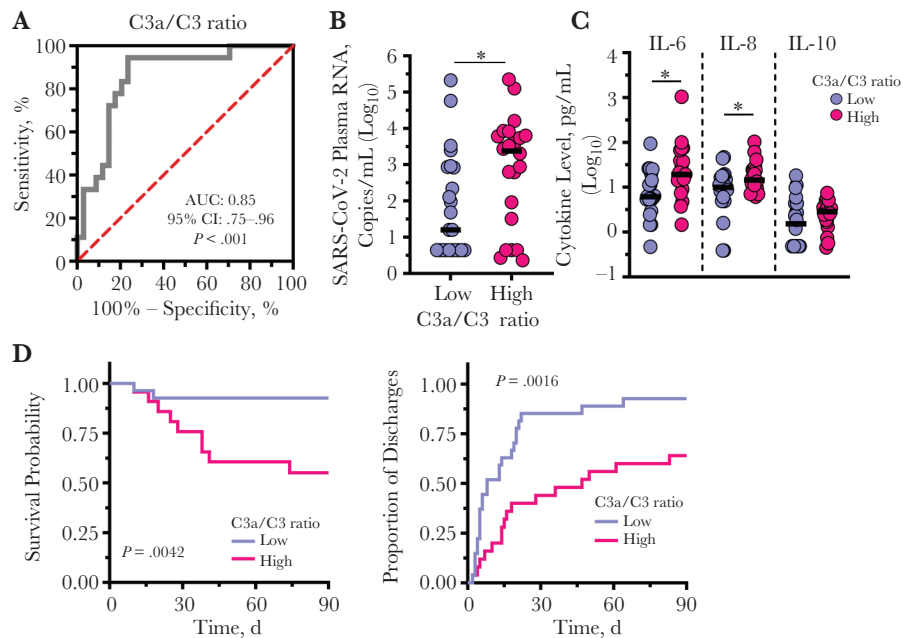 A
C3a/C3 ratio
100
80
60
40
20
0
Sensitivity, %
AUC: 0.85
95% CI: .75–.96
P < .001
0 20 40 60 80 100
100% – Specificity, %
B
SARS-CoV-2 Plasma RNA,
Copies/mL (Log10)
6
5
4
3
2
1
0
*
Low High
C3a/C3 ratio
C
IL-6 IL-8 IL-10
Cytokine Level, pg/mL
(Log10)
4
2
1
0
−1
*
*
C3a/C3 ratio
Low
High
D
Survival Probability
1.00
0.75
0.50
0.25
0.00
C3a/C3 ratio
Low
High
P = .0042
0 30 60 90
Time, d
Proportion of Discharges
1.00
0.75
0.50
0.25
0.00
P = .0016
C3a/C3 ratio
Low
High
0 30 60 90
Time, d